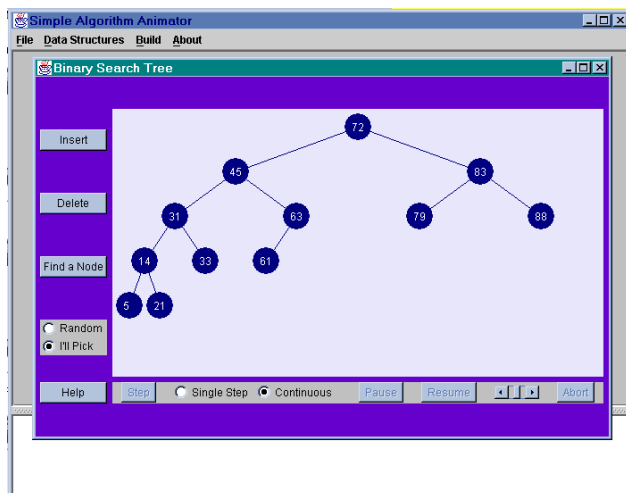 Simple Algorithm Animator
File Data Structures Build About
Binary Search Tree
72
Insert
45 83
Delete
31 63 79 88
Find a Node
14 33 61
5 21
Random
I'll Pick
Help Step Single Step Continuous Pause Resume Abort